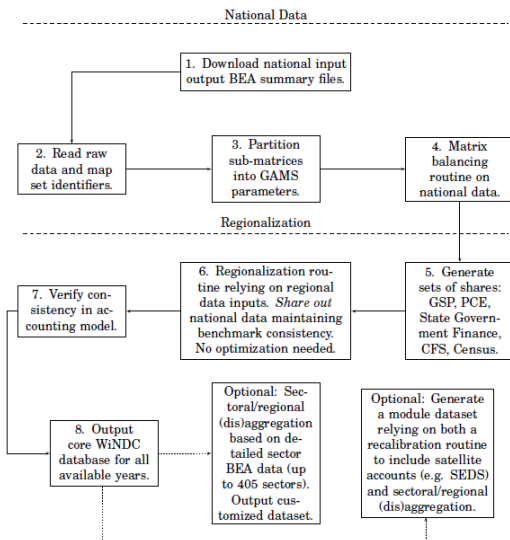 National Data
1. Download national input
output BEA summary files.
2. Read raw
data and map
set identifiers.
3. Partition
sub-matrices
into GAMS
parameters.
4. Matrix
balancing
routine on
national data.
Regionalization
5. Generate
sets of shares:
GSP, PCE,
State Govern-
ment Finance,
CFS, Census.
6. Regionalization rou-
tine relying on regional
data inputs. Share out
national data maintaining
benchmark consistency.
No optimization needed.
7. Verify con-
sistency in ac-
counting model.
8. Output
core WiNDC
database for all
available years.
Optional: Sec-
toral/regional
(dis)aggregation
based on de-
tailed sector
BEA data (up
to 405 sectors).
Output cus-
tomized dataset.
Optional: Generate
a module dataset
relying on both a
recalibration routine
to include satellite
accounts (e.g. SEDS)
and sectoral/regional
(dis)aggregation.